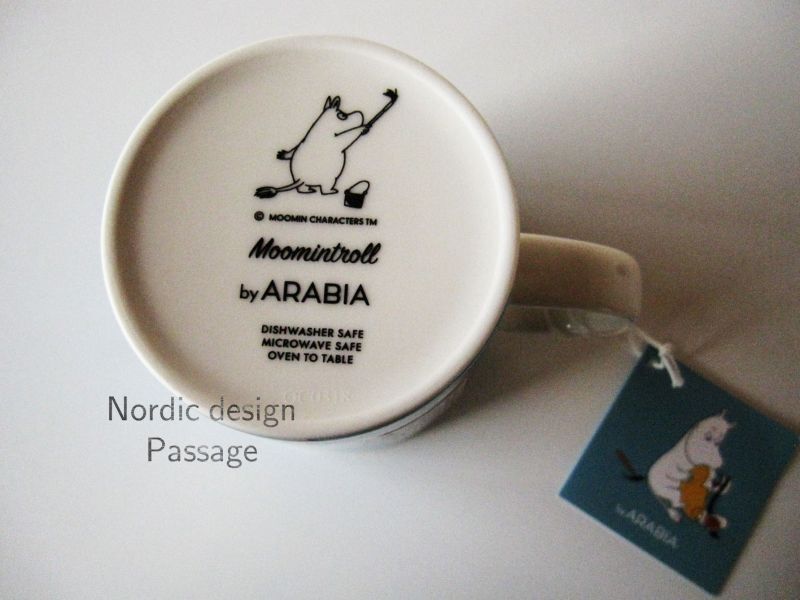 © MOOMIN CHARACTERS TM
Moomintroll
by ARABIA
DISHWASHER SAFE
MICROWAVE SAFE
OVEN TO TABLE
Nordic design
Passage
by ARABIA